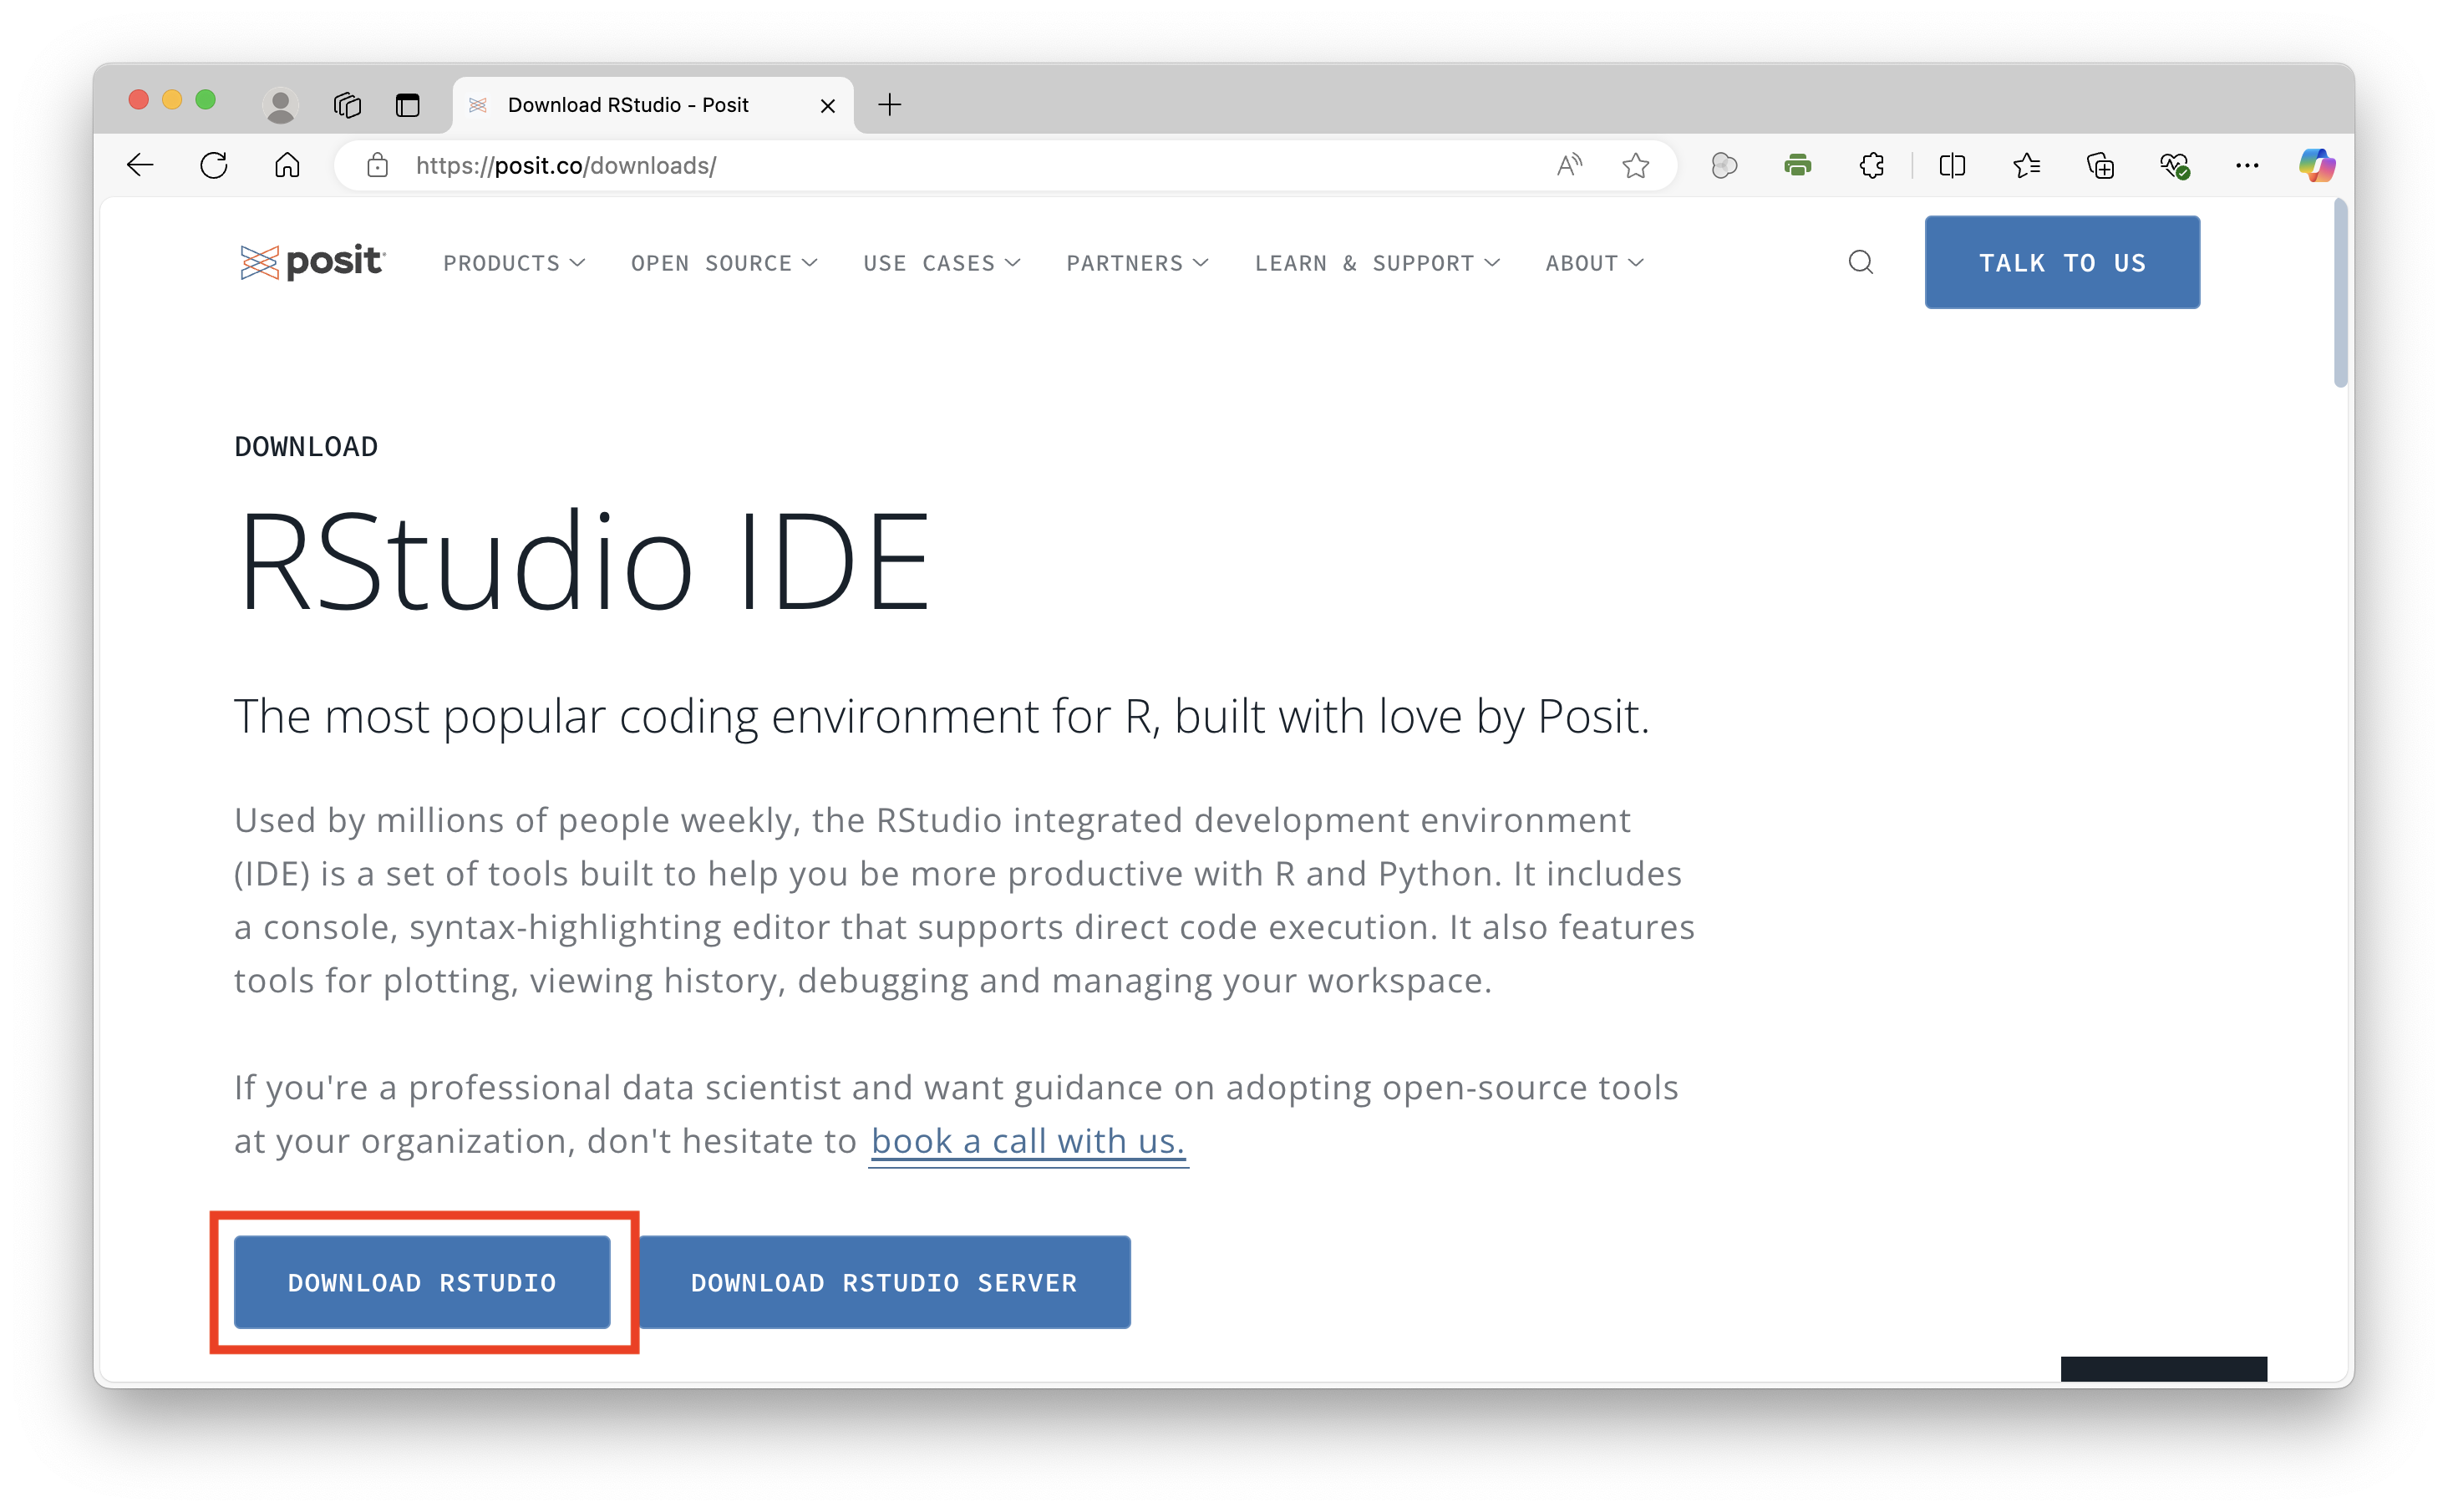 Download RStudio - Posit
https://posit.co/downloads/
posit
PRODUCTS
OPEN SOURCE
USE CASES
PARTNERS
LEARN & SUPPORT
ABOUT
TALK TO US
DOWNLOAD
RStudio IDE
The most popular coding environment for R, built with love by Posit.
Used by millions of people weekly, the RStudio integrated development environment
(IDE) is a set of tools built to help you be more productive with R and Python. It includes
a console, syntax-highlighting editor that supports direct code execution. It also features
tools for plotting, viewing history, debugging and managing your workspace.
If you're a professional data scientist and want guidance on adopting open-source tools
at your organization, don't hesitate to book a call with us.
DOWNLOAD RSTUDIO
DOWNLOAD RSTUDIO SERVER